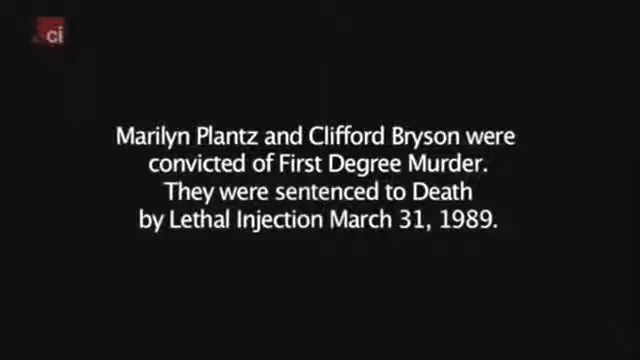 ci
Marilyn Plantz and Clifford Bryson were
convicted of First Degree Murder.
They were sentenced to Death
by Lethal Injection March 31, 1989.